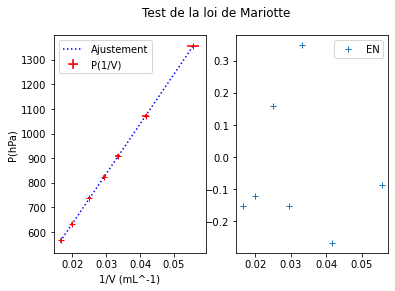 Test de la loi de Mariotte
Ajustement
P(1/V)
1300
1200
1100
1000
900
800
700
600
P(hPa)
0.02 0.03 0.04 0.05
1/V (mL^-1)
EN
0.3
0.2
0.1
0.0
−0.1
−0.2
0.02 0.03 0.04 0.05